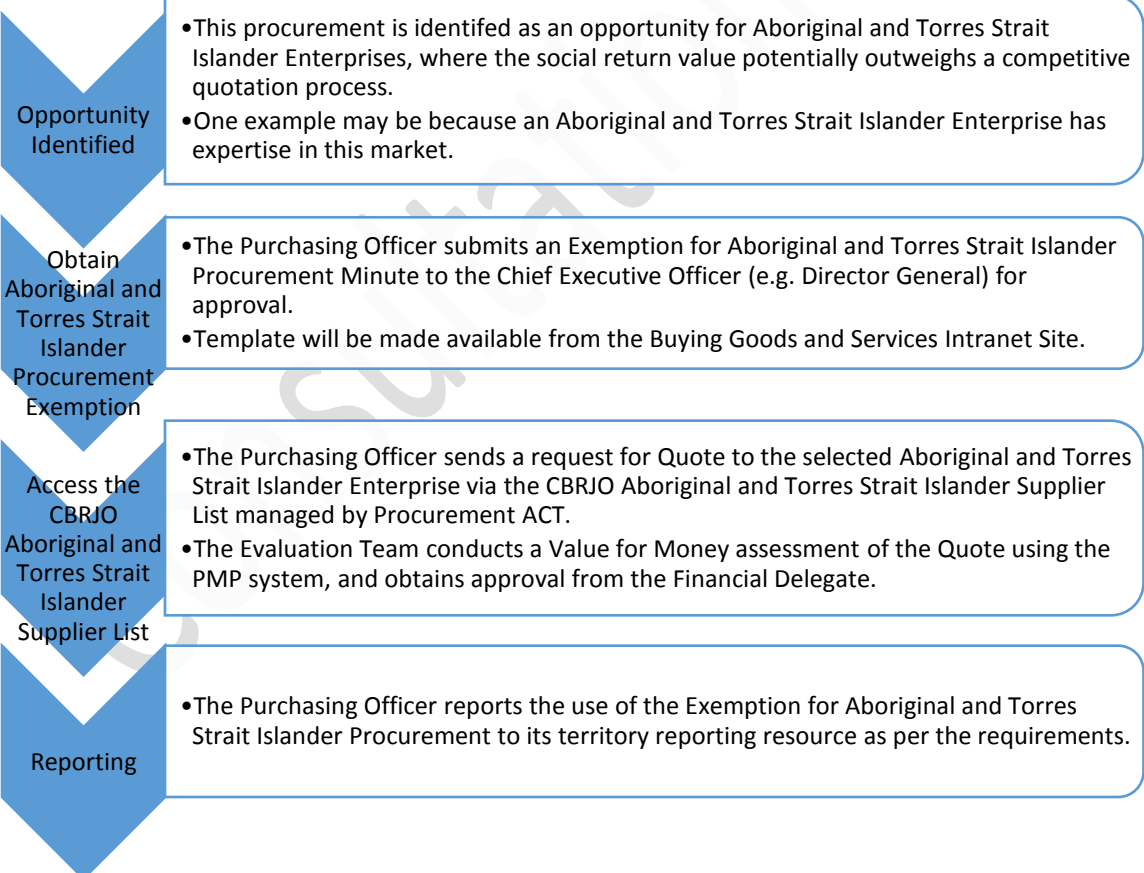 Opportunity
Identified
•This procurement is identifed as an opportunity for Aboriginal and Torres Strait
Islander Enterprises, where the social return value potentially outweighs a competitive
quotation process.
•One example may be because an Aboriginal and Torres Strait Islander Enterprise has
expertise in this market.
Obtain
Aboriginal and
Torres Strait
Islander
Procurement
Exemption
•The Purchasing Officer submits an Exemption for Aboriginal and Torres Strait Islander
Procurement Minute to the Chief Executive Officer (e.g. Director General) for
approval.
•Template will be made available from the Buying Goods and Services Intranet Site.
Access the
CBRJO
Aboriginal and
Torres Strait
Islander
Supplier List
•The Purchasing Officer sends a request for Quote to the selected Aboriginal and Torres
Strait Islander Enterprise via the CBRJO Aboriginal and Torres Strait Islander Supplier
List managed by Procurement ACT.
•The Evaluation Team conducts a Value for Money assessment of the Quote using the
PMP system, and obtains approval from the Financial Delegate.
Reporting
•The Purchasing Officer reports the use of the Exemption for Aboriginal and Torres
Strait Islander Procurement to its territory reporting resource as per the requirements.